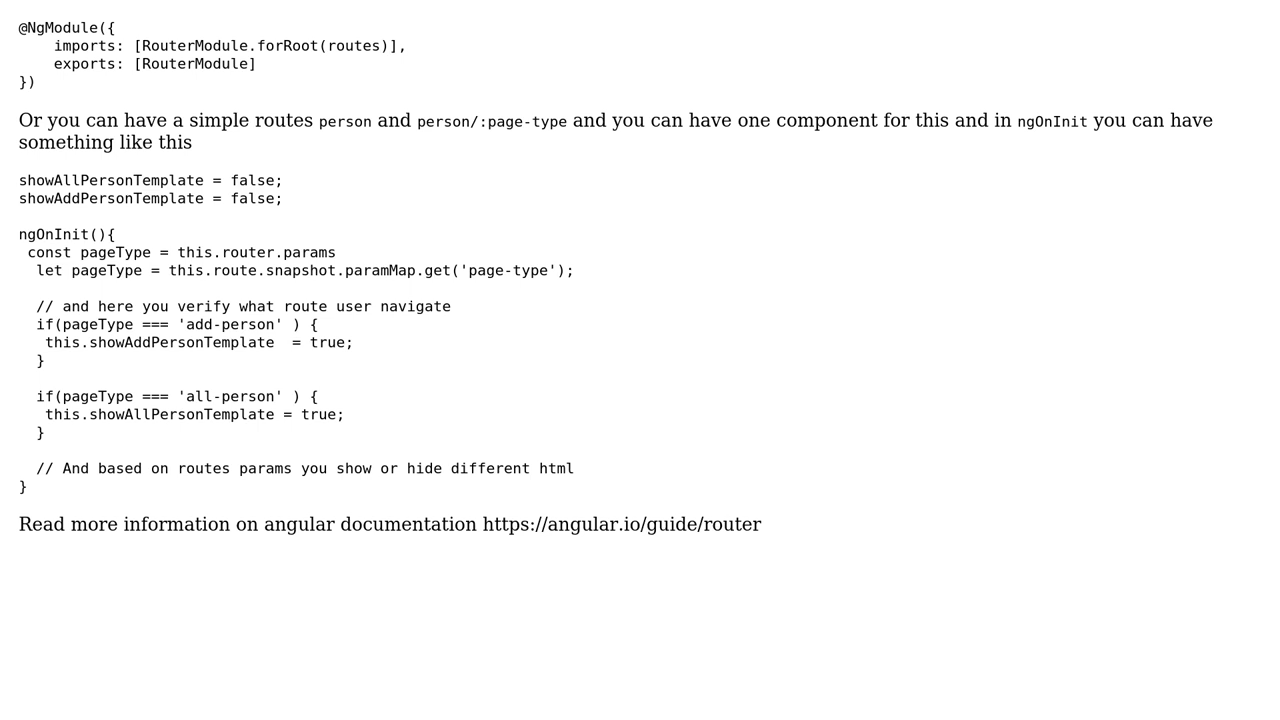 @NgModule({
    imports: [RouterModule.forRoot(routes)],
    exports: [RouterModule]
})
Or you can have a simple routes person and person/:page-type and you can have one component for this and in ngOnInit you can have
something like this
showAllPersonTemplate = false;
showAddPersonTemplate = false;
ngOnInit(){
 const pageType = this.router.params
  let pageType = this.route.snapshot.paramMap.get('page-type');
  // and here you verify what route user navigate
  if(pageType === 'add-person' ) {
   this.showAddPersonTemplate  = true;
  }
  if(pageType === 'all-person' ) {
   this.showAllPersonTemplate = true;
  }
  // And based on routes params you show or hide different html
}
Read more information on angular documentation https://angular.io/guide/router